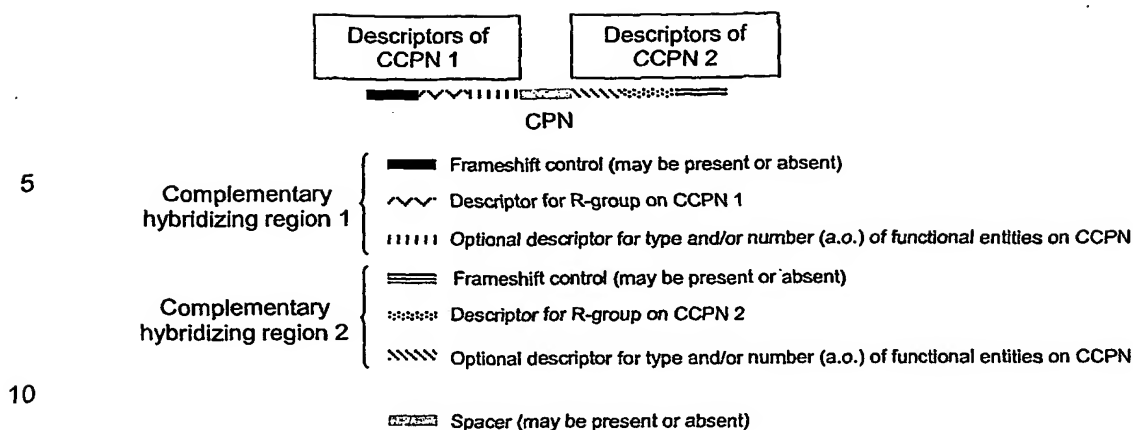 Descriptors of
CCPN 1
Descriptors of
CCPN 2
CPN
5
Complementary
hybridizing region 1
Frameshift control (may be present or absent)
Descriptor for R-group on CCPN 1
Optional descriptor for type and/or number (a.o.) of functional entities on CCPN
Complementary
hybridizing region 2
Frameshift control (may be present or absent)
Descriptor for R-group on CCPN 2
Optional descriptor for type and/or number (a.o.) of functional entities on CCPN
10
Spacer (may be present or absent)